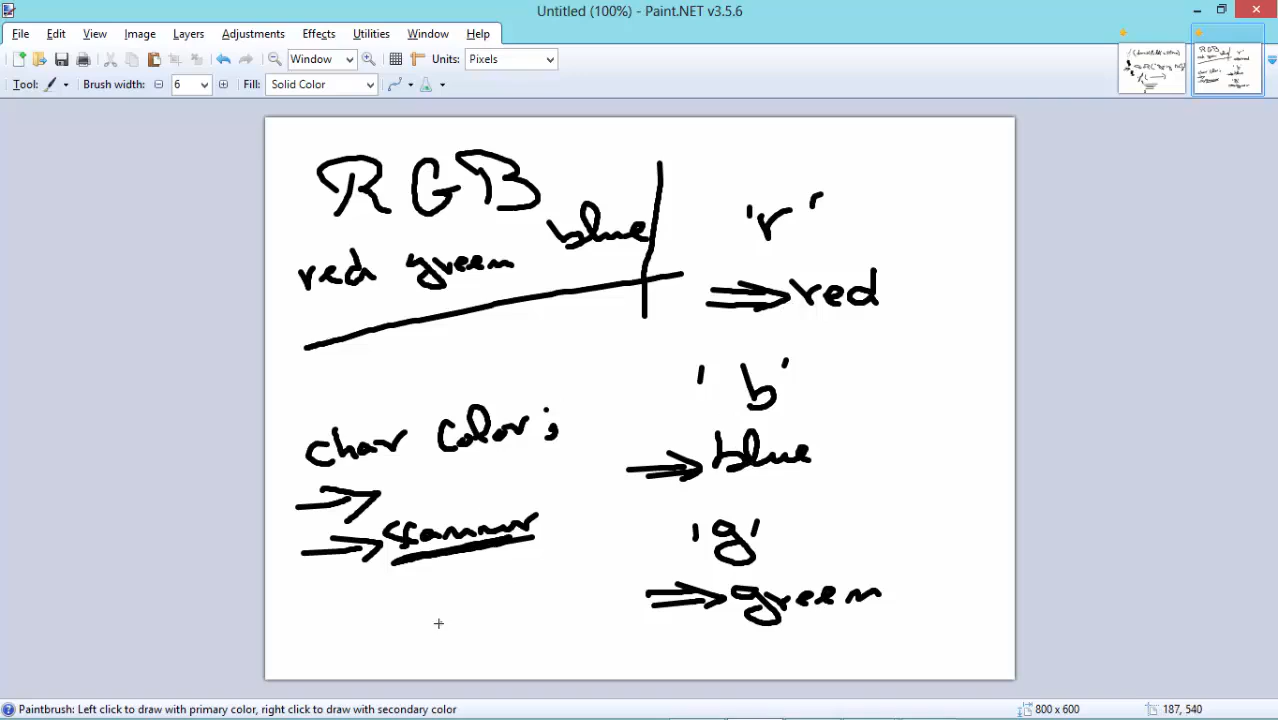 Untitled (100%) - Paint.NET v3.5.6
File Edit View Image Layers Adjustments Effects Utilities Window Help
Window Units: Pixels
Tool: Brush width: 6 Fill: Solid Color
RGB
red green blue
char color;
scanner
'r'
red
'b'
blue
'g'
green
Paintbrush: Left click to draw with primary color, right click to draw with secondary color
800 x 600
187, 540